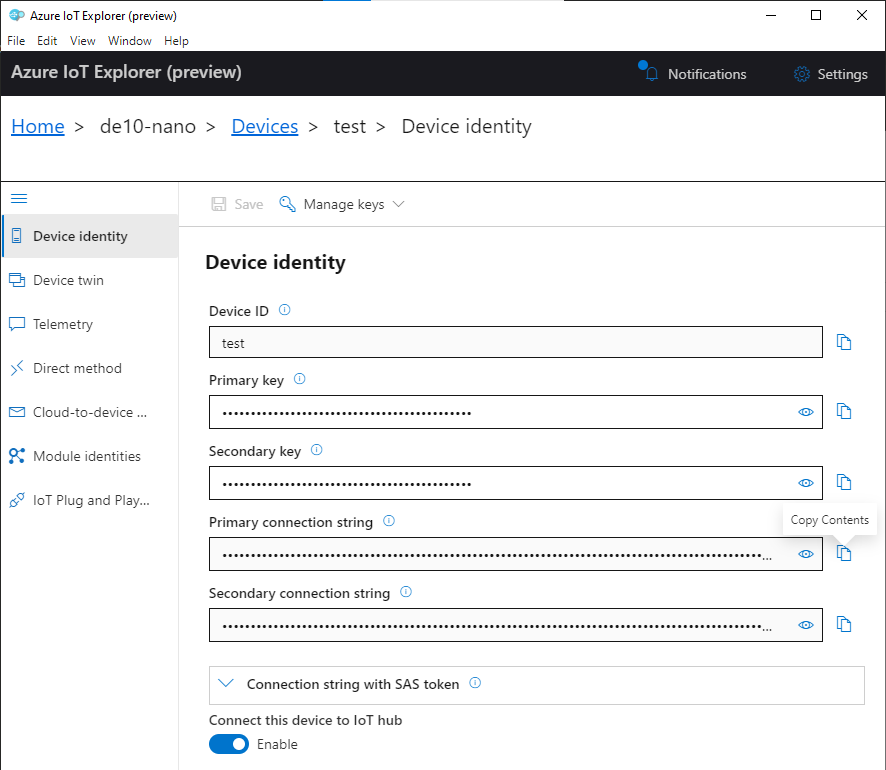 Azure IoT Explorer (preview)
File Edit View Window Help
Azure IoT Explorer (preview)
Notifications
Settings
Home > de10-nano > Devices > test > Device identity
Save
Manage keys
Device identity
Device twin
Telemetry
Direct method
Cloud-to-device ...
Module identities
IoT Plug and Play...
Device identity
Device ID
test
Primary key
••••••••••••••••••••••••••••••••••••••••••••
Secondary key
••••••••••••••••••••••••••••••••••••••••••••
Copy Contents
Primary connection string
•••••••••••••••••••••••••••••••••••••••••••••••••••••••••••••••••••••••••••••••••••••••••••••••...
Secondary connection string
•••••••••••••••••••••••••••••••••••••••••••••••••••••••••••••••••••••••••••••••••••••••••••••••...
Connection string with SAS token
Connect this device to IoT hub
Enable